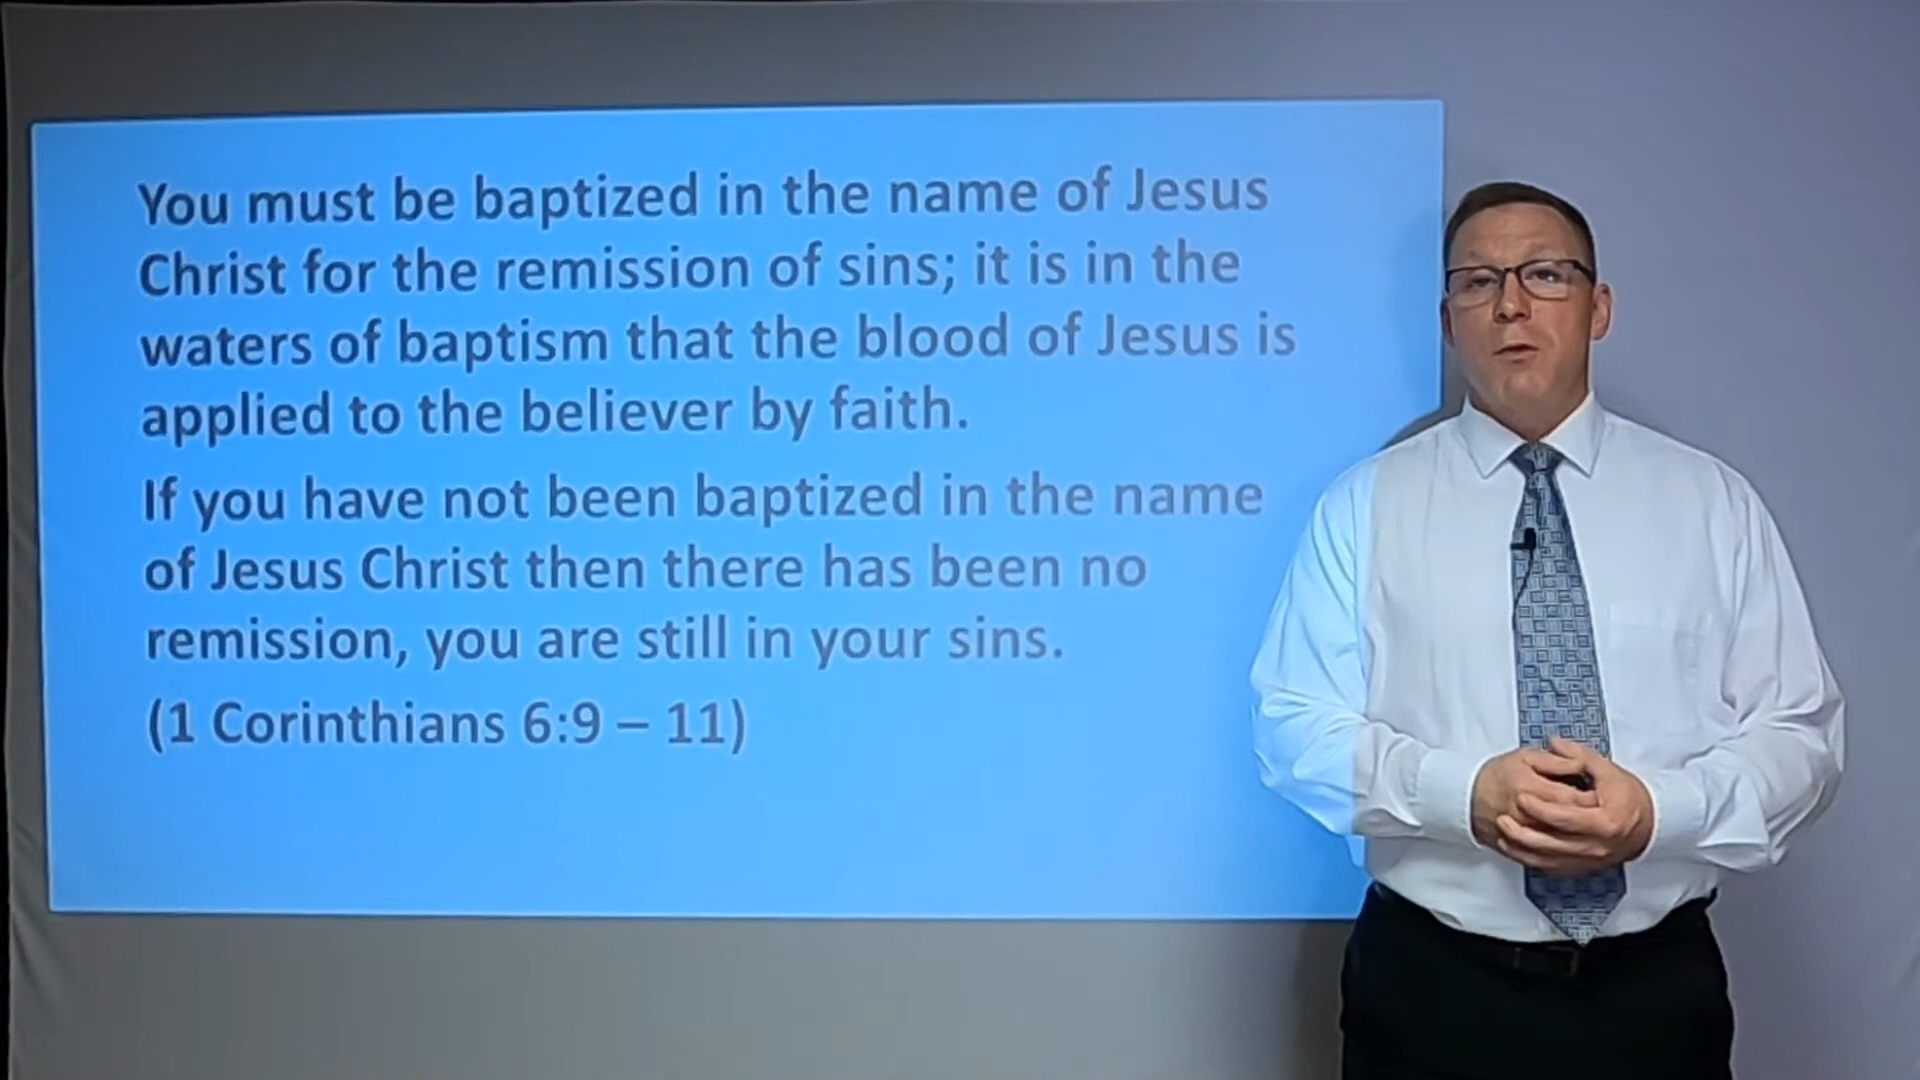 You must be baptized in the name of Jesus
Christ for the remission of sins; it is in the
waters of baptism that the blood of Jesus is
applied to the believer by faith.
If you have not been baptized in the name
of Jesus Christ then there has been no
remission, you are still in your sins.
(1 Corinthians 6:9 – 11)